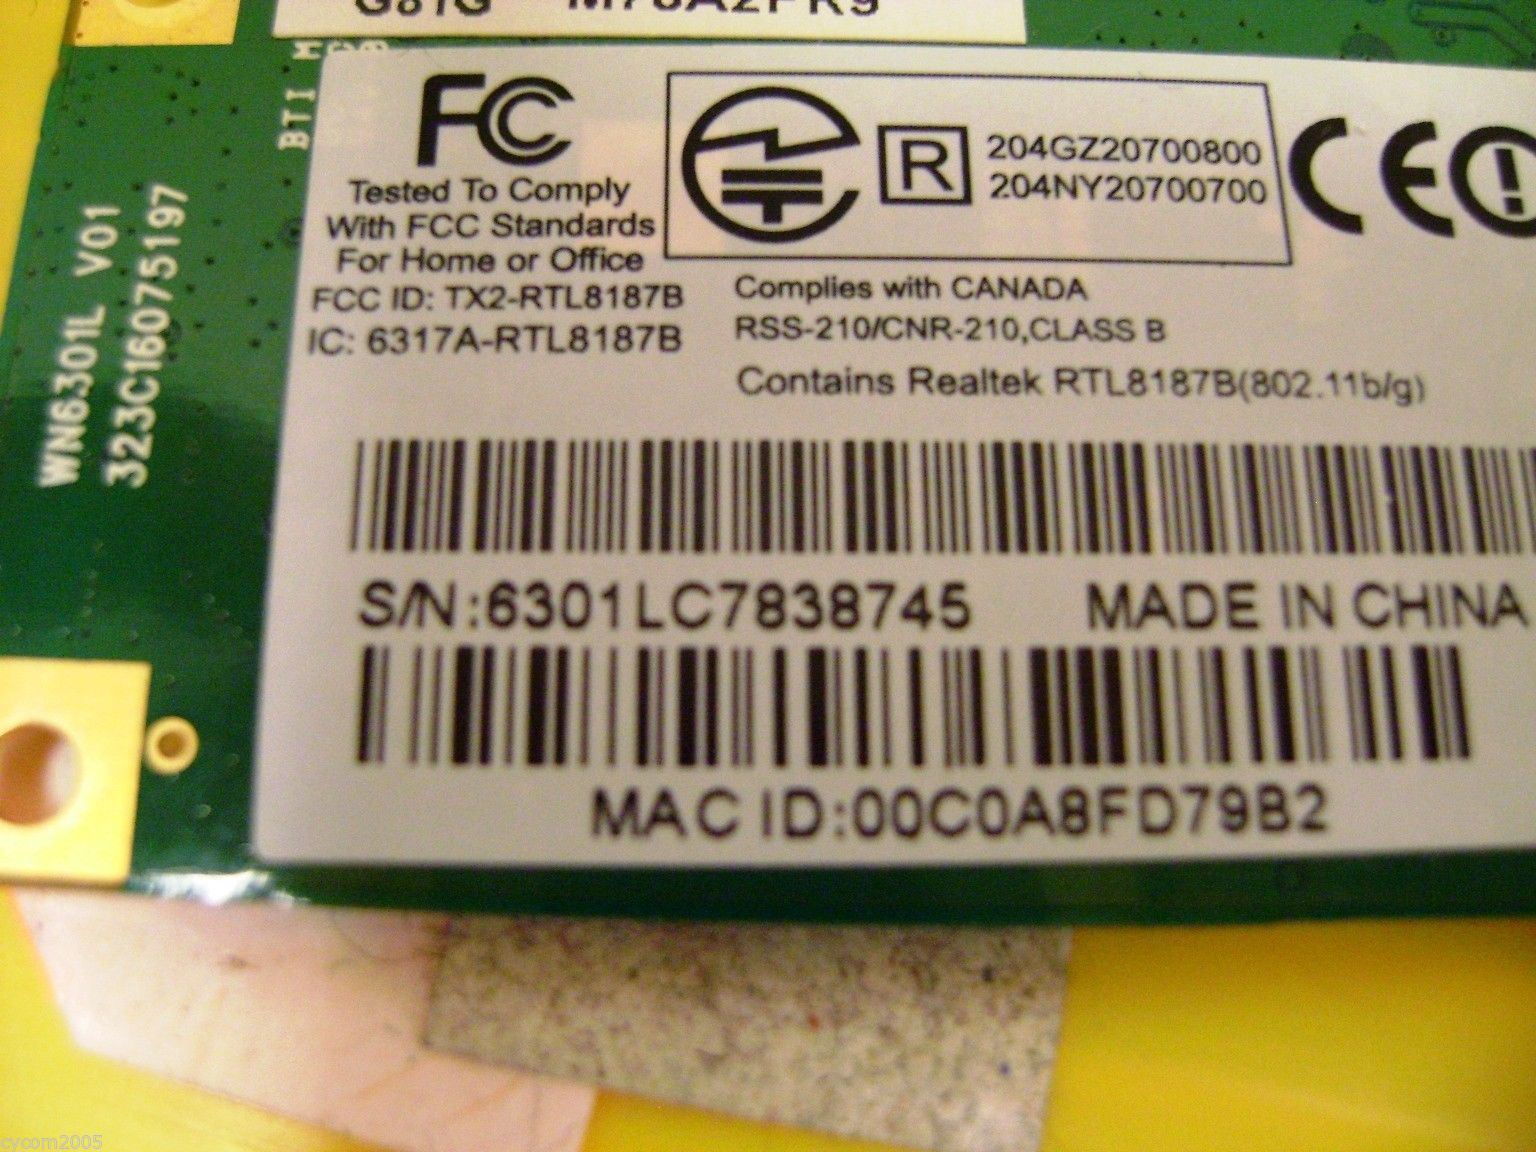 BTI M
WN6301L V01
323C16075197
FC
Tested To Comply
With FCC Standards
For Home or Office
FCC ID: TX2-RTL8187B
IC: 6317A-RTL8187B
R
204GZ20700800
204NY20700700
CE
Complies with CANADA
RSS-210/CNR-210,CLASS B
Contains Realtek RTL8187B(802.11b/g)
S/N:6301LC7838745 MADE IN CHINA
MAC ID:00C0A8FD79B2
cycom2005